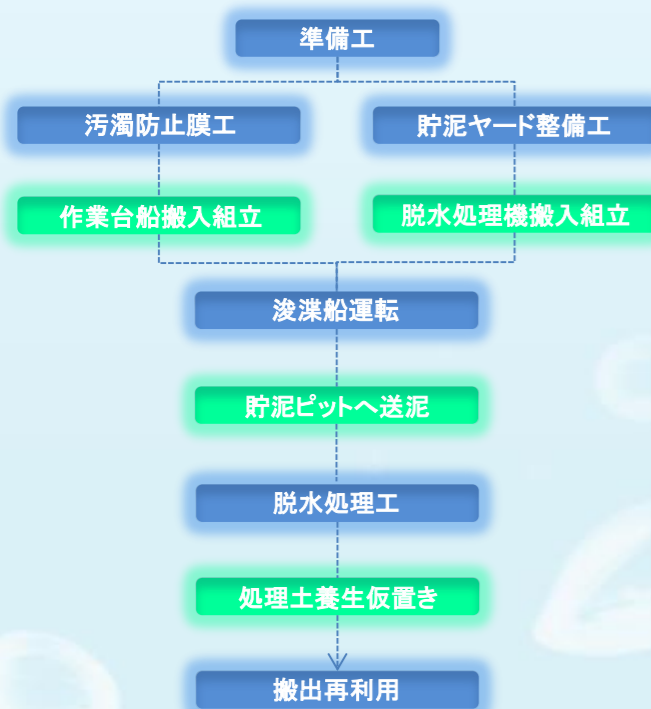 準備工
汚濁防止膜工
貯泥ヤード整備工
作業台船搬入組立
脱水処理機搬入組立
浚渫船運転
貯泥ピットへ送泥
脱水処理工
処理土養生仮置き
搬出再利用